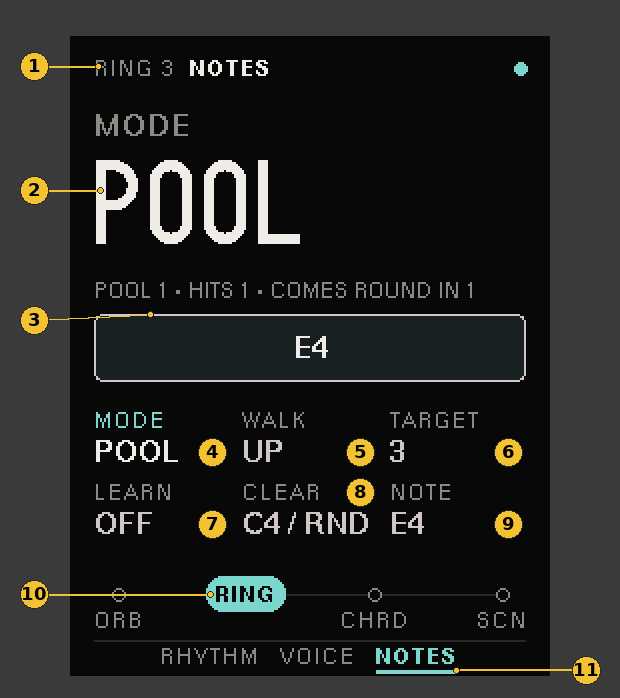 1 RING 3 NOTES
MODE
2 POOL
POOL 1 · HITS 1 · COMES ROUND IN 1
3
E4
MODE WALK TARGET
POOL 4 UP 5 3 6
LEARN CLEAR 8 NOTE
OFF 7 C4 / RND E4 9
10 RING
ORB CHRD SCN
RHYTHM VOICE NOTES
11